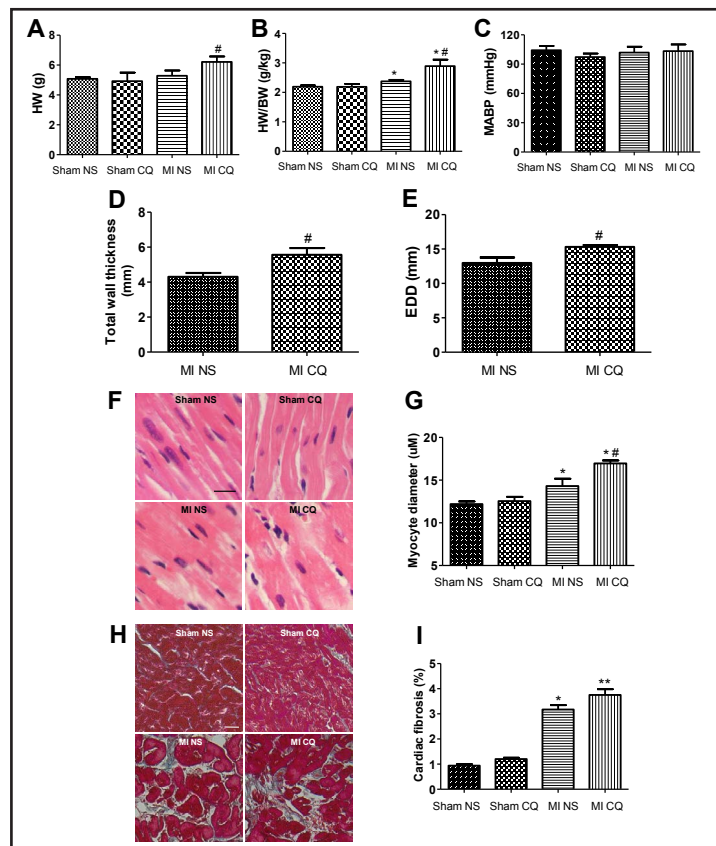 A
HW (g)
8
6
4
2
0
#
Sham NS
Sham CQ
MI NS
MI CQ
B
HW/BW (g/kg)
4
3
2
1
0
*
* #
Sham NS
Sham CQ
MI NS
MI CQ
C
MABP (mmHg)
120
90
60
30
0
Sham NS
Sham CQ
MI NS
MI CQ
D
Total wall thickness
(mm)
8
6
4
2
0
#
MI NS
MI CQ
E
EDD (mm)
20
15
10
5
0
#
MI NS
MI CQ
F
Sham NS
Sham CQ
MI NS
MI CQ
G
Myocyte diameter (uM)
20
15
10
5
*
* #
Sham NS
Sham CQ
MI NS
MI CQ
H
Sham NS
Sham CQ
MI NS
MI CQ
I
Cardiac fibrosis (%)
5
4
3
2
1
0
*
**
Sham NS
Sham CQ
MI NS
MI CQ